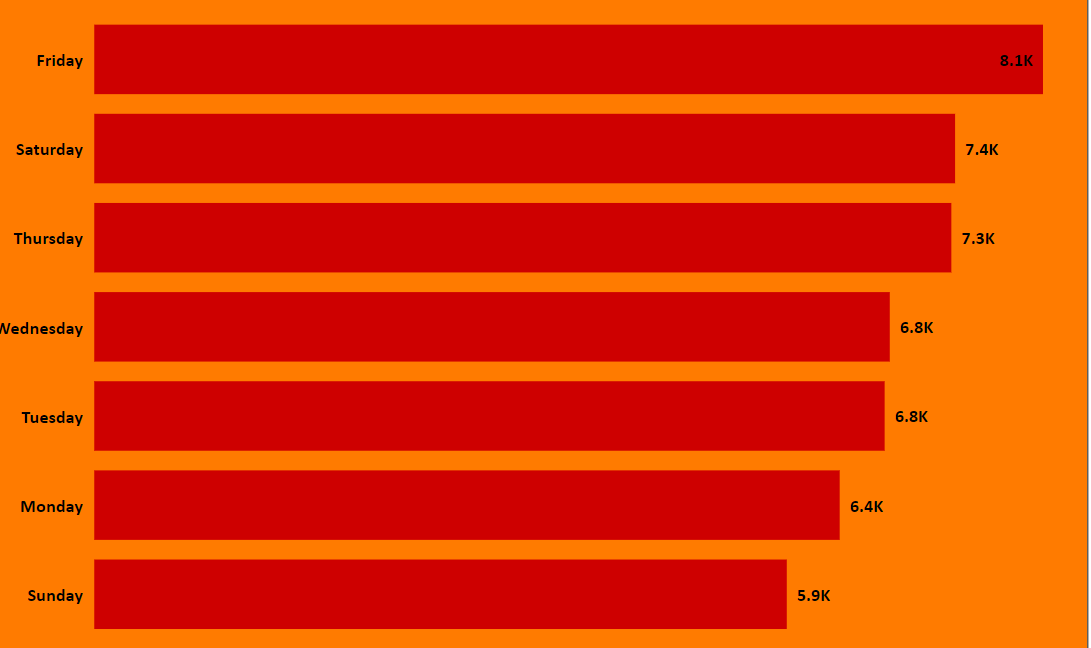 Friday 8.1K
Saturday 7.4K
Thursday 7.3K
Wednesday 6.8K
Tuesday 6.8K
Monday 6.4K
Sunday 5.9K